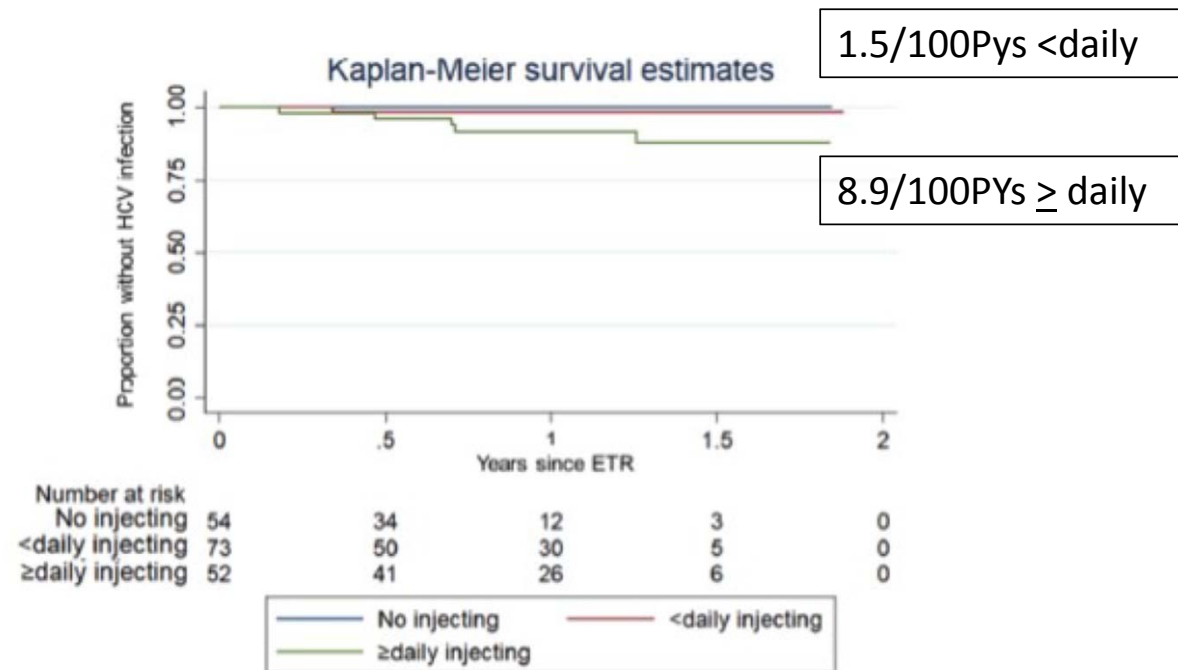 1.5/100Pys <daily
Kaplan-Meier survival estimates
8.9/100PYs ≥ daily
Proportion without HCV infection
1.00
0.75
0.50
0.25
0.00
0 .5 1 1.5 2
Years since ETR
Number at risk
No injecting 54 34 12 3 0
<daily injecting 73 50 30 5 0
≥daily injecting 52 41 26 6 0
No injecting <daily injecting
≥daily injecting